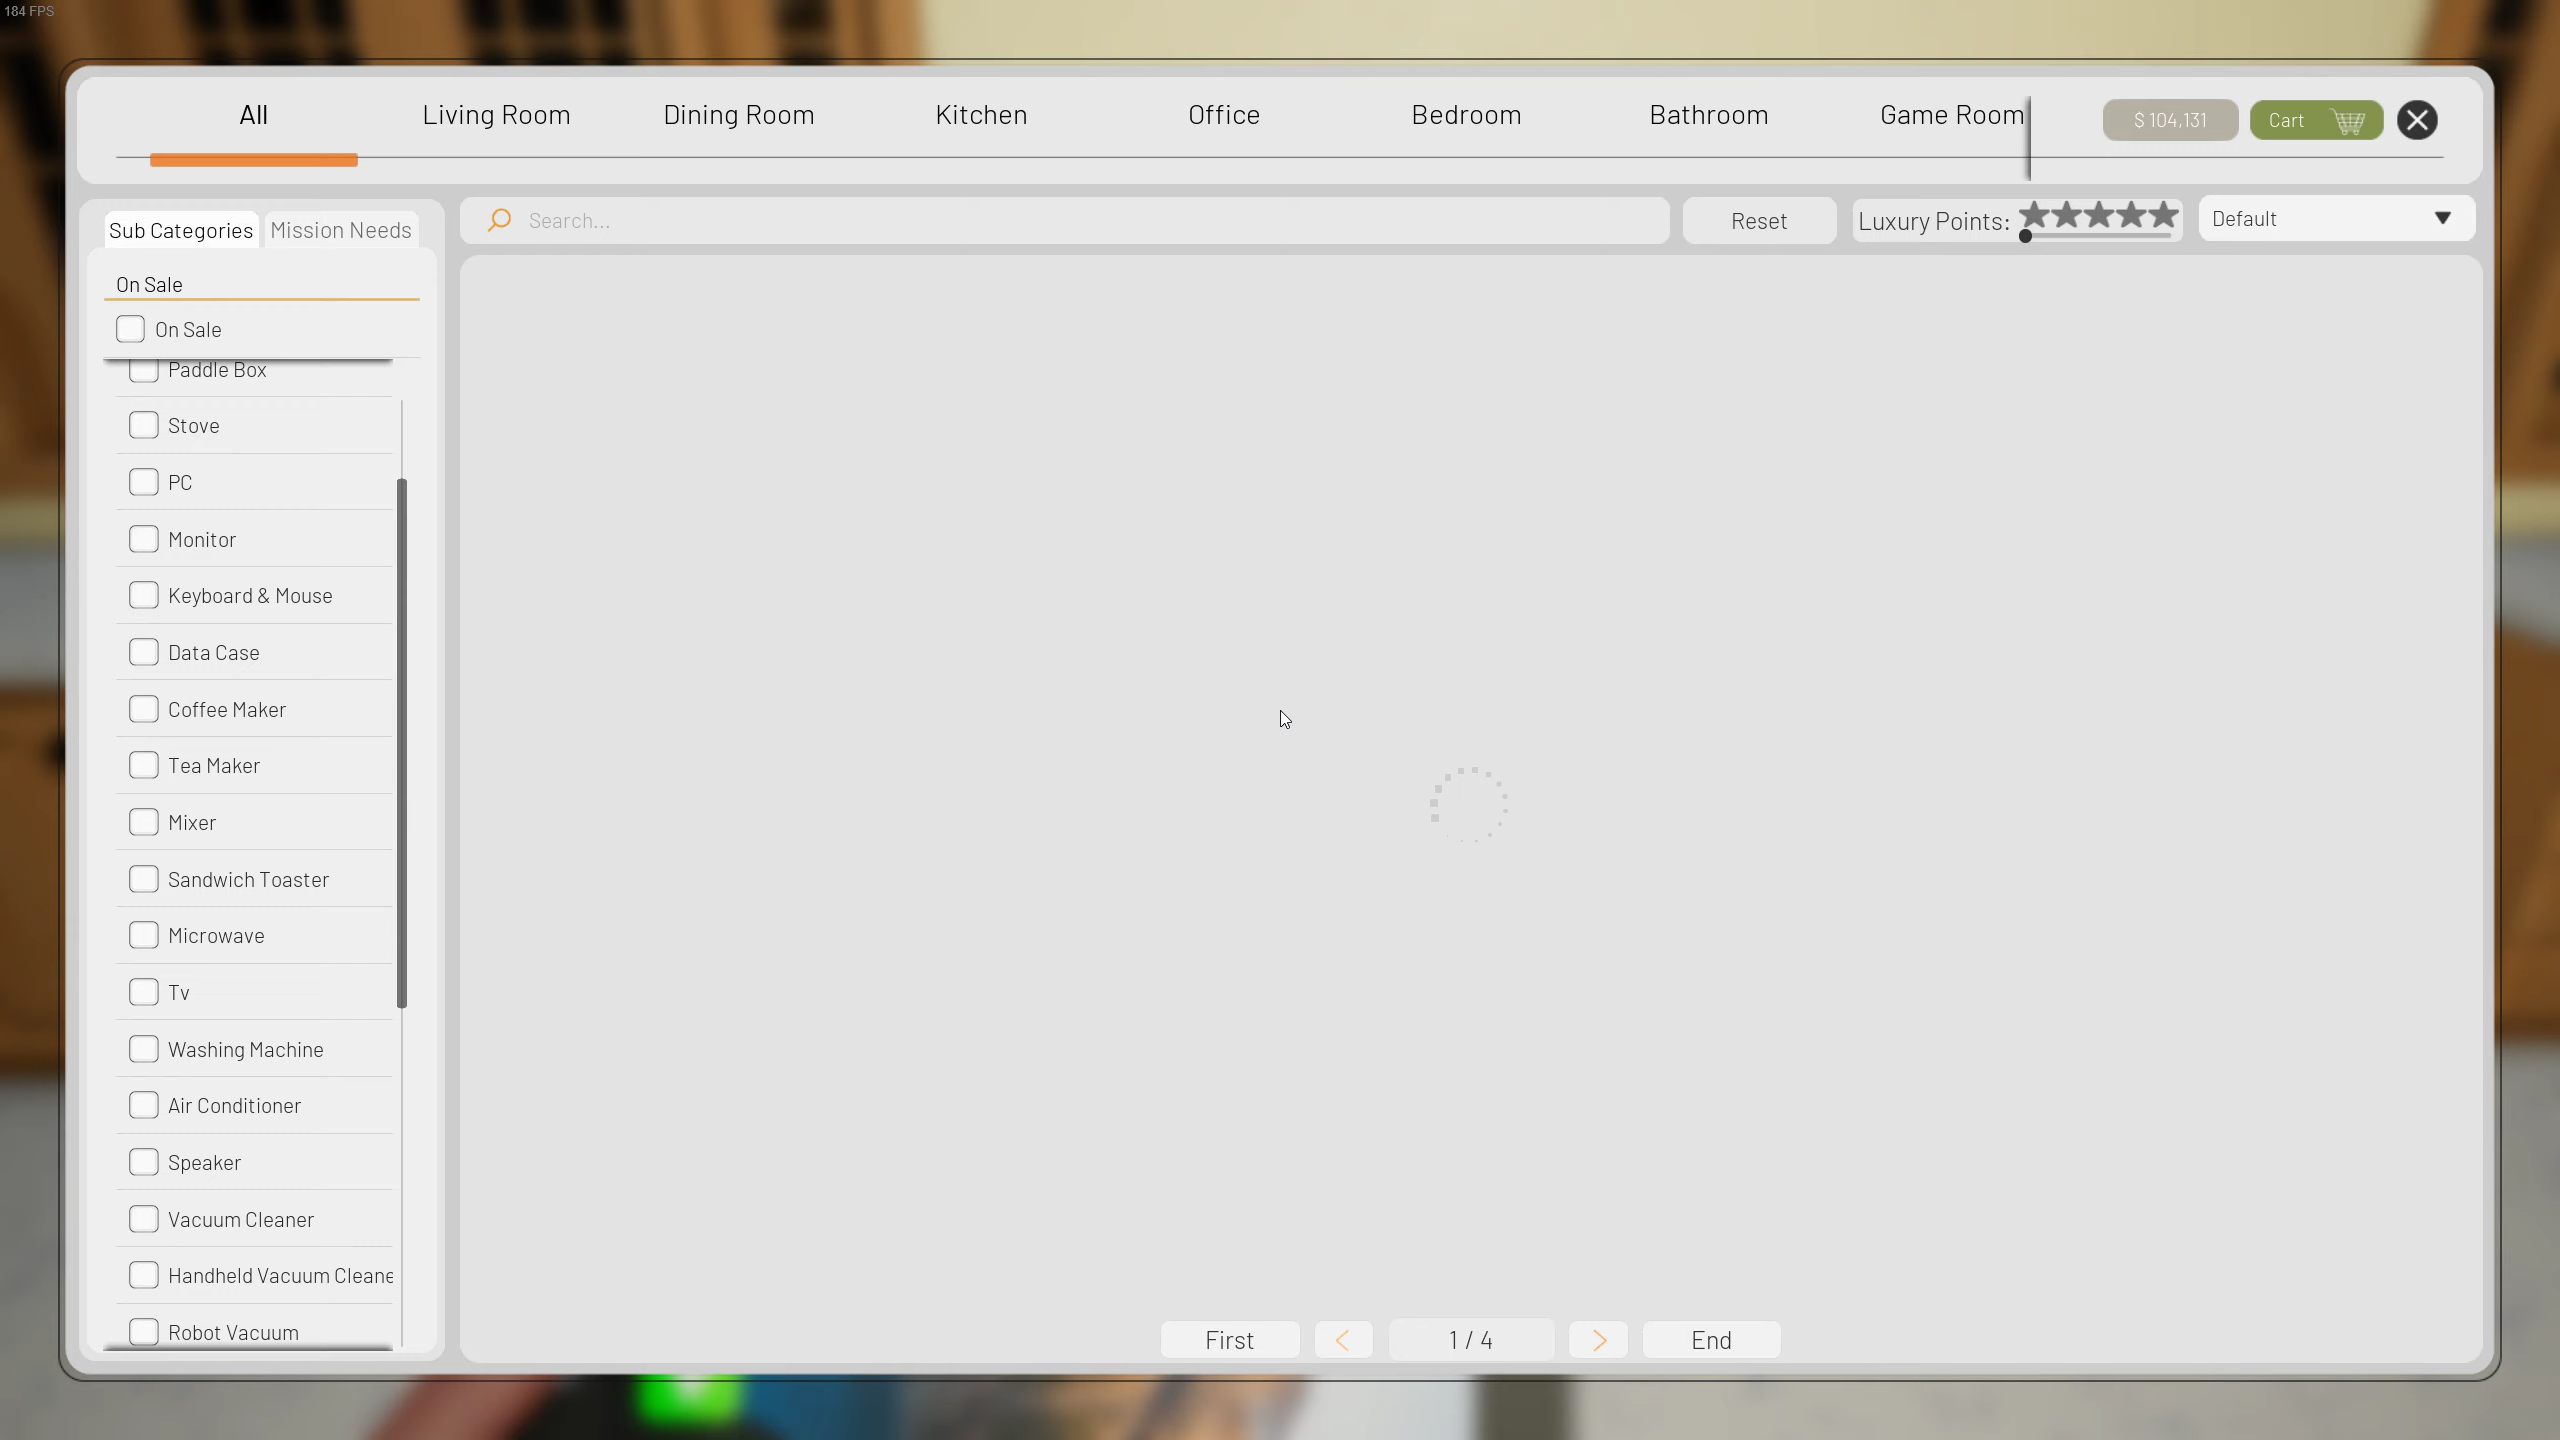 184 FPS
All
Living Room
Dining Room
Kitchen
Office
Bedroom
Bathroom
Game Room
$ 104,131
Cart
Sub Categories
Mission Needs
Search...
Reset
Luxury Points:
Default
On Sale
On Sale
Paddle Box
Stove
PC
Monitor
Keyboard & Mouse
Data Case
Coffee Maker
Tea Maker
Mixer
Sandwich Toaster
Microwave
Tv
Washing Machine
Air Conditioner
Speaker
Vacuum Cleaner
Handheld Vacuum Cleane
Robot Vacuum
First
<
1 / 4
>
End